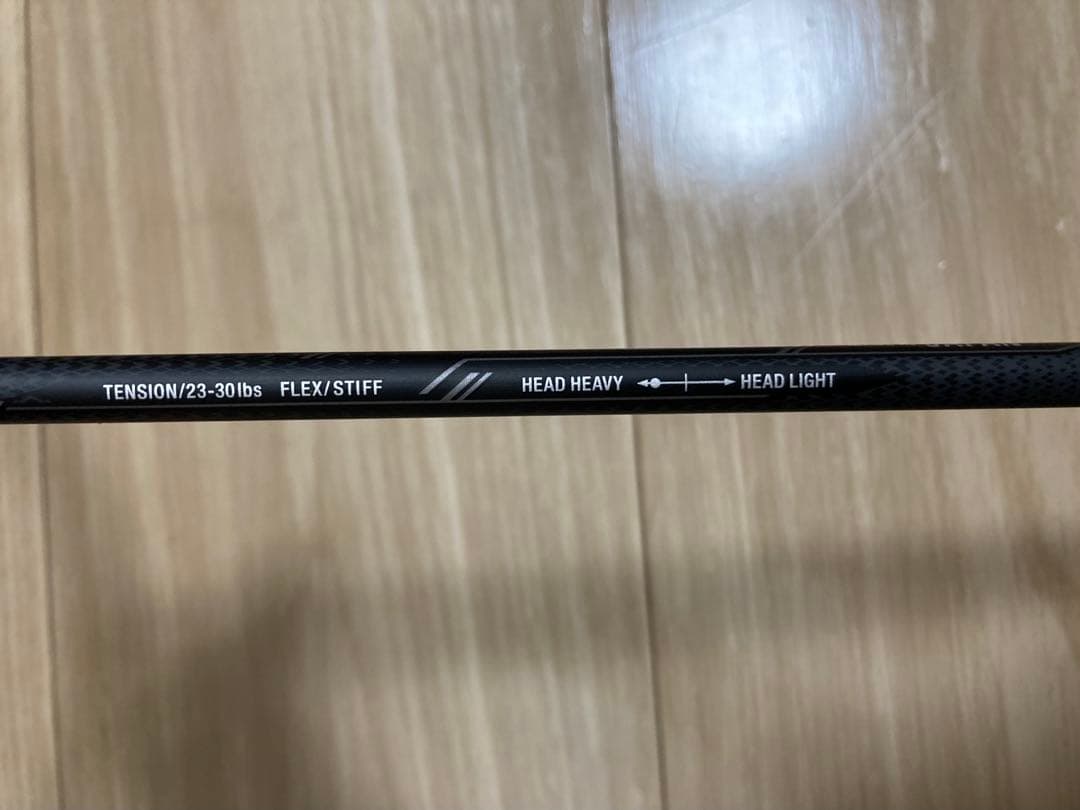 TENSION/23-30lbs FLEX/STIFF HEAD HEAVY HEAD LIGHT